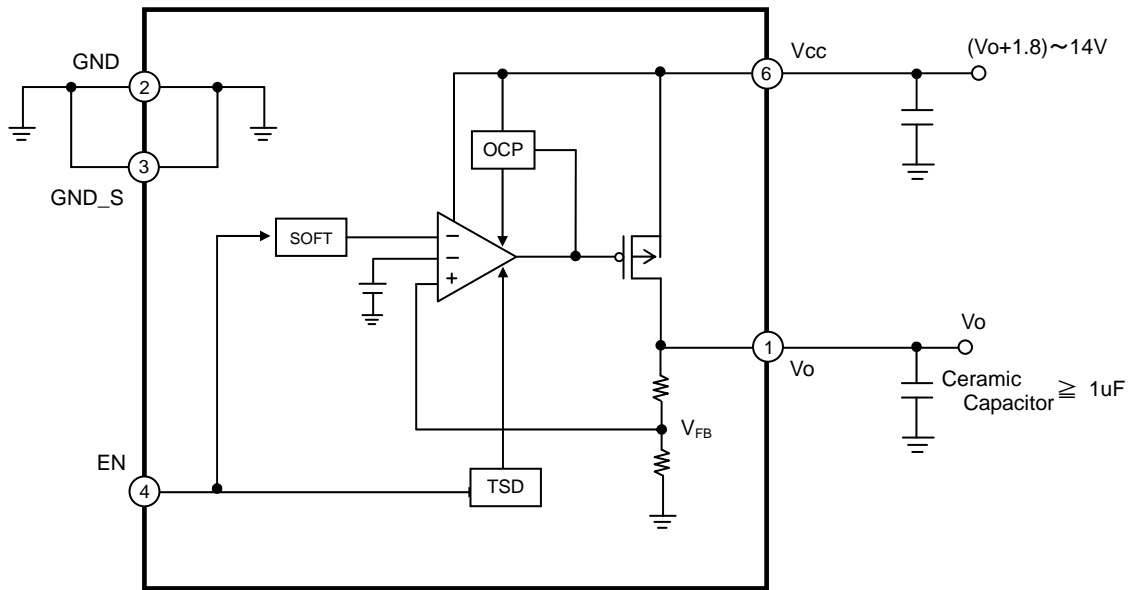 GND
2
3
GND_S
Vcc
6
(Vo+1.8)～14V
OCP
SOFT
−
−
+
1
Vo
Vo
Ceramic
Capacitor ≧ 1uF
VFB
EN
4
TSD